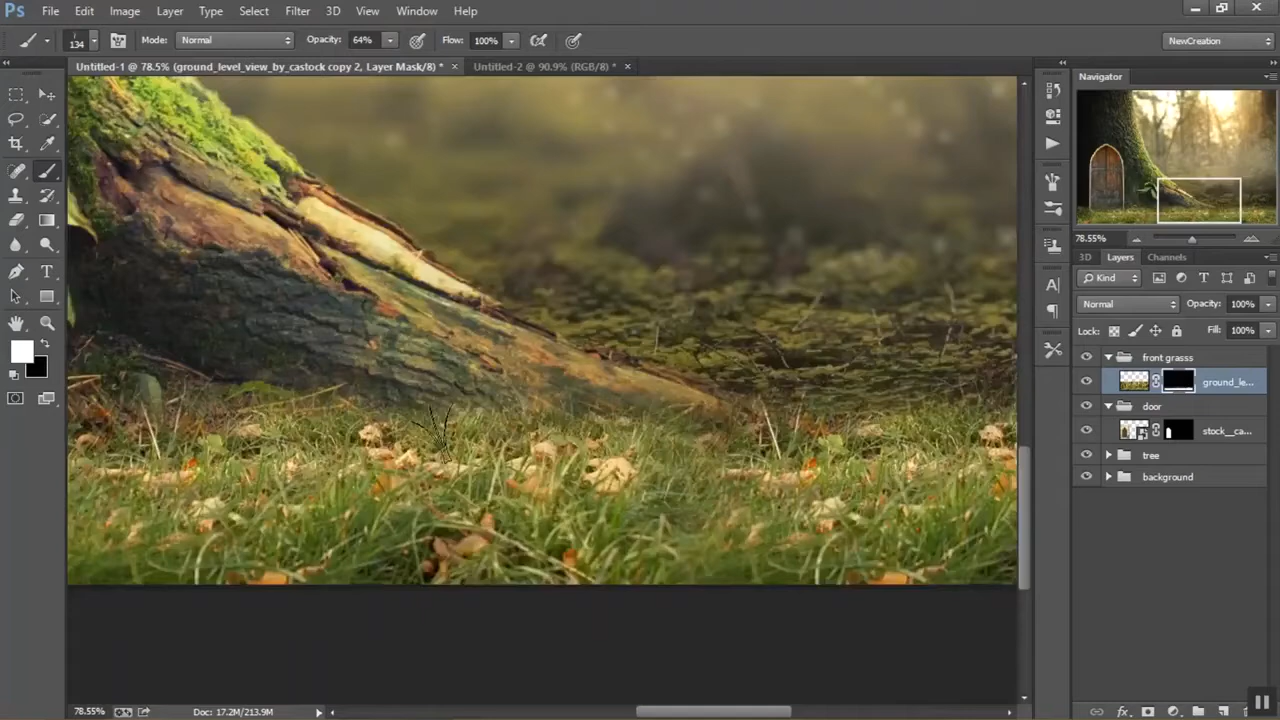 Ps File Edit Image Layer Type Select Filter 3D View Window Help
134 Mode: Normal Opacity: 64% Flow: 100% NewCreation
Untitled-1 @ 78.5% (ground_level_view_by_castock copy 2, Layer Mask/8) * × Untitled-2 @ 90.9% (RGB/8) * ×
Navigator
78.55%
3D Layers Channels
Kind
Normal Opacity: 100%
Lock: Fill: 100%
front grasss
ground_le...
door
stock__ca...
tree
background
78.55% Doc: 17.2M/213.9M